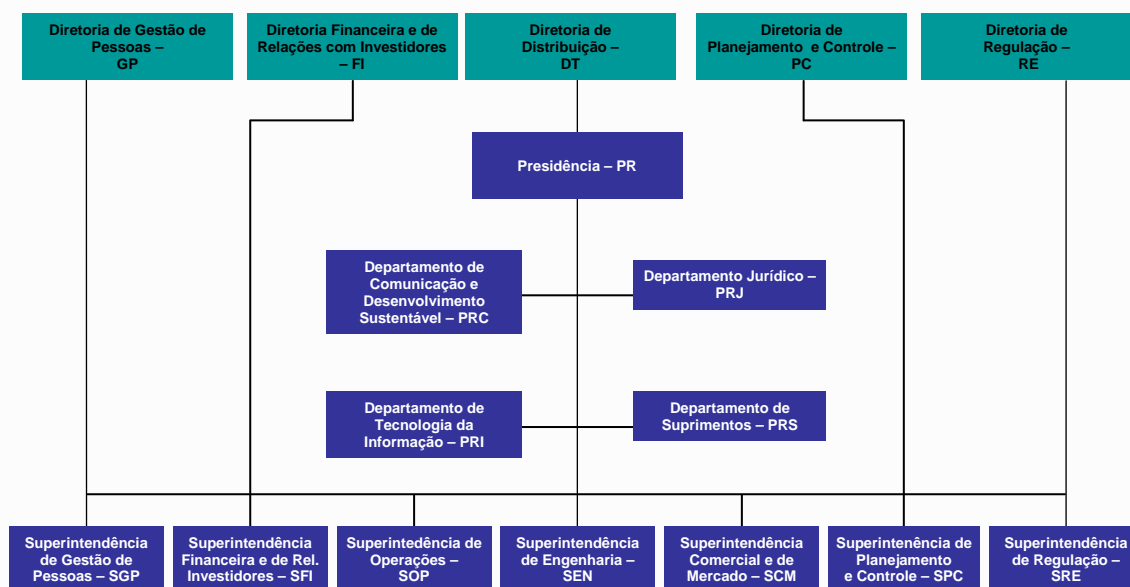 Diretoria de Gestão de
Pessoas –
GP
Diretoria Financeira e de
Relações com Investidores
– FI
Diretoria de
Distribuição –
DT
Diretoria de
Planejamento e Controle –
PC
Diretoria de
Regulação –
RE
Presidência – PR
Departamento de
Comunicação e
Desenvolvimento
Sustentável – PRC
Departamento Jurídico –
PRJ
Departamento de
Tecnologia da
Informação – PRI
Departamento de
Suprimentos – PRS
Superintendência
de Gestão de
Pessoas – SGP
Superintendência
Financeira e de Rel.
Investidores – SFI
Superintedência de
Operações –
SOP
Superintendência
de Engenharia –
SEN
Superintendência
Comercial e de
Mercado – SCM
Superintenência de
Planejamento
e Controle – SPC
Superintendência
de Regulação –
SRE